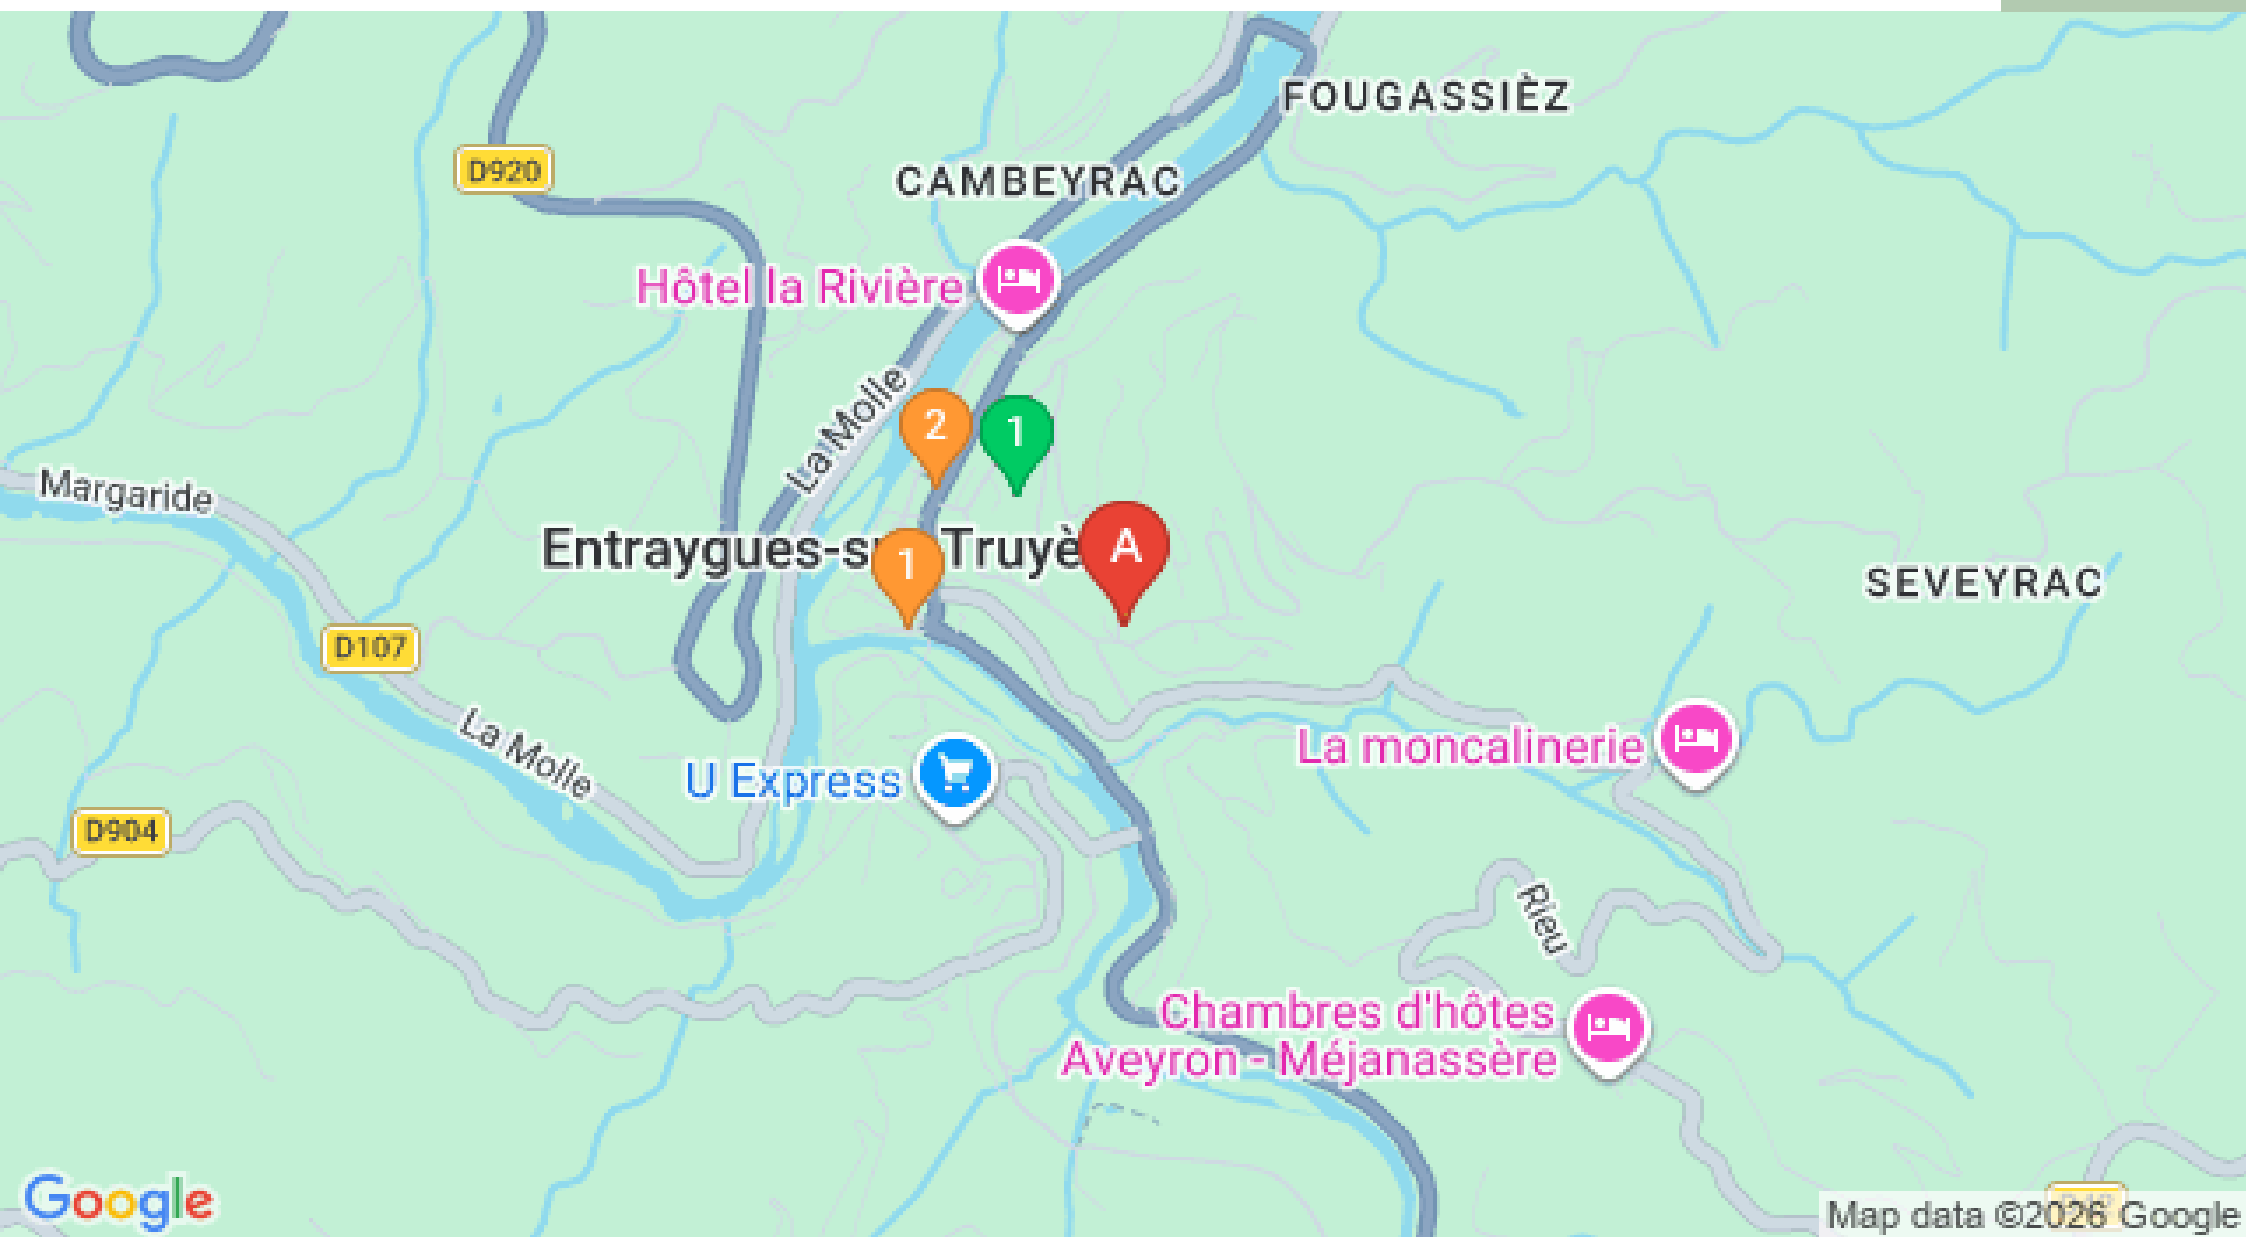 FOUGASSIÈZ
D920
CAMBEYRAC
Hôtel la Rivière
La Molle
2
1
Margaride
Entraygues-s
Truyè
A
1
SEVEYRAC
D107
La Molle
La moncalinerie
U Express
D904
Rieu
Chambres d'hôtes
Aveyron - Méjanassère
Google
Map data ©2026 Google